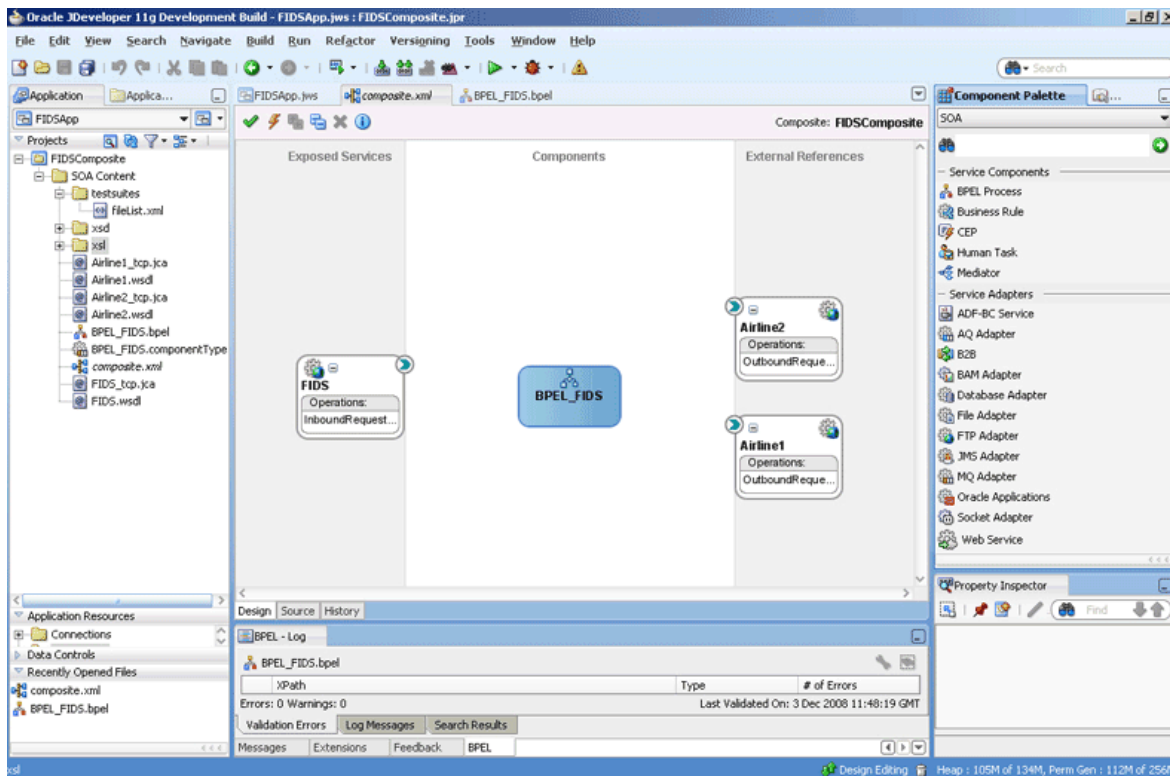 Oracle JDeveloper 11g Development Build - FIDSApp.jws : FIDSComposite.jpr
File Edit View Search Navigate Build Run Refactor Versioning Tools Window Help
Search
Application
Applica...
FIDSApp
Projects
FIDSComposite
SOA Content
testsuites
fileList.xml
xsd
xsl
Airline1_tcp.jca
Airline1.wsdl
Airline2_tcp.jca
Airline2.wsdl
BPEL_FIDS.bpel
BPEL_FIDS.componentType
composite.xml
FIDS_tcp.jca
FIDS.wsdl
Application Resources
Connections
Data Controls
Recently Opened Files
composite.xml
BPEL_FIDS.bpel
xsl
FIDSApp.jws
composite.xml
BPEL_FIDS.bpel
Composite: FIDSComposite
Exposed Services
Components
External References
FIDS
Operations:
InboundRequest...
BPEL_FIDS
Airline2
Operations:
OutboundReque...
Airline1
Operations:
OutboundReque...
Design Source History
BPEL - Log
BPEL_FIDS.bpel
XPath Type # of Errors
Errors: 0 Warnings: 0 Last Validated On: 3 Dec 2008 11:48:19 GMT
Validation Errors Log Messages Search Results
Messages Extensions Feedback BPEL
Component Palette
SOA
Service Components
BPEL Process
Business Rule
CEP
Human Task
Mediator
Service Adapters
ADF-BC Service
AQ Adapter
B2B
BAM Adapter
Database Adapter
File Adapter
FTP Adapter
JMS Adapter
MQ Adapter
Oracle Applications
Socket Adapter
Web Service
Property Inspector
Find
Design Editing
Heap : 105M of 134M, Perm Gen : 112M of 256